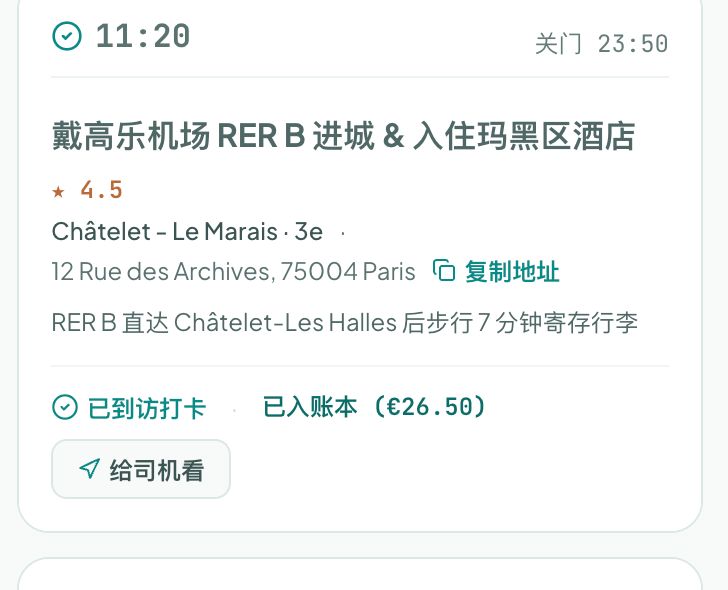 11:20
关门 23:50
戴高乐机场 RER B 进城 & 入住玛黑区酒店
★ 4.5
Châtelet – Le Marais · 3e ·
12 Rue des Archives, 75004 Paris 复制地址
RER B 直达 Châtelet-Les Halles 后步行 7 分钟寄存行李
已到访打卡 · 已入账本 (€26.50)
给司机看